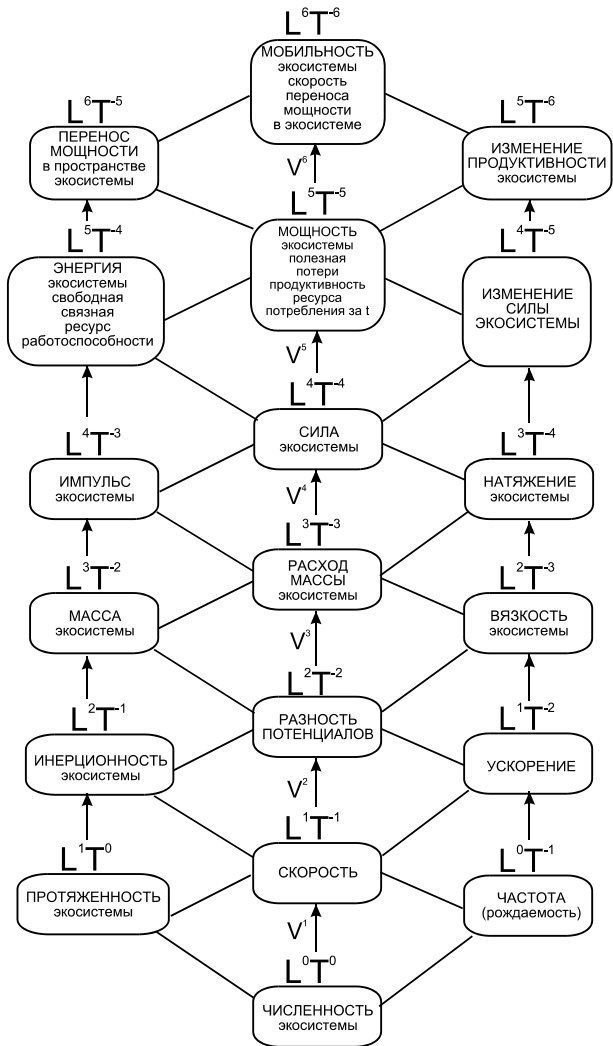 L⁶T⁻⁶
МОБИЛЬНОСТЬ
экосистемы
скорость
переноса
мощности
в экосистеме
L⁶T⁻⁵
ПЕРЕНОС
МОЩНОСТИ
в пространстве
экосистемы
L⁵T⁻⁶
ИЗМЕНЕНИЕ
ПРОДУКТИВНОСТИ
экосистемы
V⁶
L⁵T⁻⁵
МОЩНОСТЬ
экосистемы
полезная
потери
продуктивность
ресурса
потребления за t
L⁵T⁻⁴
ЭНЕРГИЯ
экосистемы
свободная
связная
ресурс
работоспособности
L⁴T⁻⁵
ИЗМЕНЕНИЕ
СИЛЫ
ЭКОСИСТЕМЫ
V⁵
L⁴T⁻⁴
СИЛА
экосистемы
L⁴T⁻³
ИМПУЛЬС
экосистемы
L³T⁻⁴
НАТЯЖЕНИЕ
экосистемы
V⁴
L³T⁻³
РАСХОД
МАССЫ
экосистемы
L³T⁻²
МАССА
экосистемы
L²T⁻³
ВЯЗКОСТЬ
экосистемы
V³
L²T⁻²
РАЗНОСТЬ
ПОТЕНЦИАЛОВ
L²T⁻¹
ИНЕРЦИОННОСТЬ
экосистемы
L¹T⁻²
УСКОРЕНИЕ
V²
L¹T⁻¹
СКОРОСТЬ
L¹T⁰
ПРОТЯЖЕННОСТЬ
экосистемы
L⁰T⁻¹
ЧАСТОТА
(рождаемость)
V¹
L⁰T⁰
ЧИСЛЕННОСТЬ
экосистемы